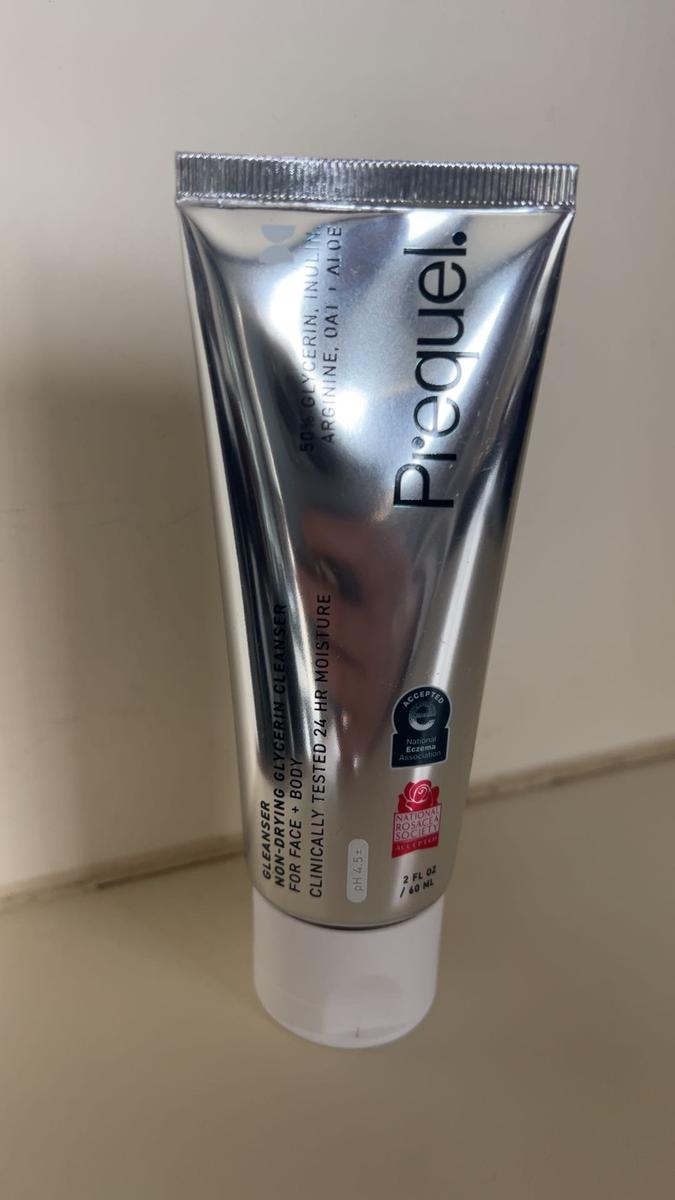 Prequel.
50% GLYCERIN, INULIN,
ARGININE, OAT + ALOE
CLEANSER
NON-DRYING GLYCERIN CLEANSER
FOR FACE + BODY
CLINICALLY TESTED 24 HR MOISTURE
pH 4.5±
ACCEPTED
e
National
Eczema
Association
NATIONAL
ROSACEA
SOCIETY
ACCEPTED
2 FL OZ
/ 60 ML